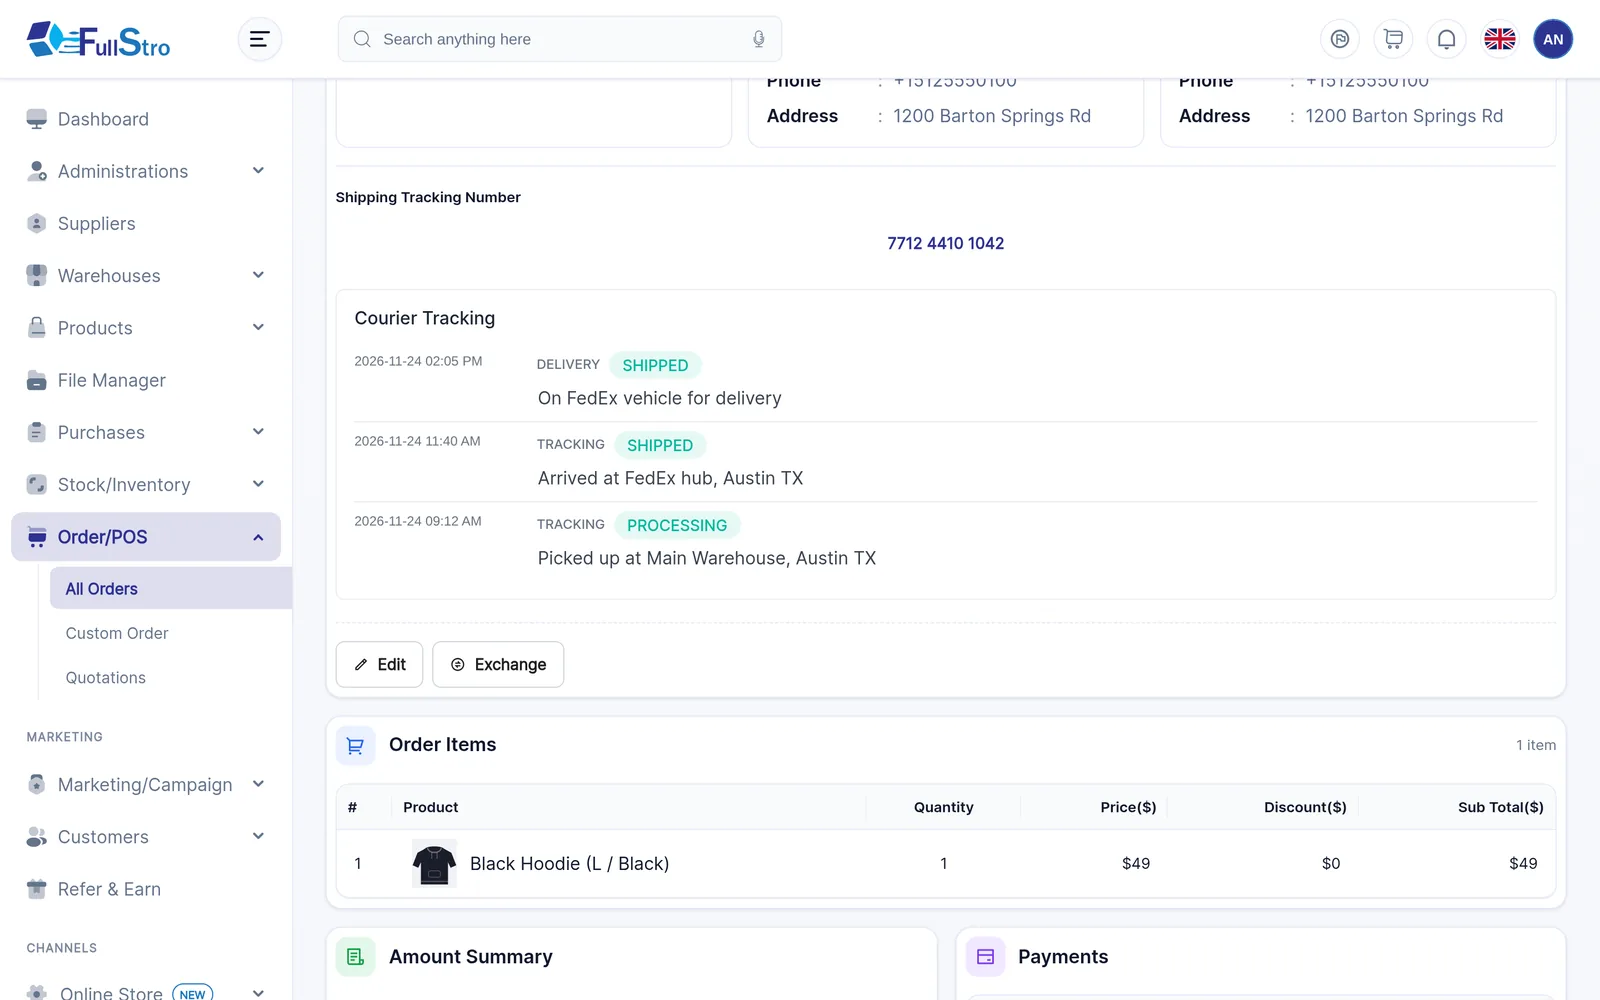 FullStro
Search anything here
AN
Dashboard
Administrations
Suppliers
Warehouses
Products
File Manager
Purchases
Stock/Inventory
Order/POS
All Orders
Custom Order
Quotations
MARKETING
Marketing/Campaign
Customers
Refer & Earn
CHANNELS
Online Store NEW
Phone : +15125550100
Address : 1200 Barton Springs Rd
Phone : +15125550100
Address : 1200 Barton Springs Rd
Shipping Tracking Number
7712 4410 1042
Courier Tracking
2026-11-24 02:05 PM DELIVERY SHIPPED
On FedEx vehicle for delivery
2026-11-24 11:40 AM TRACKING SHIPPED
Arrived at FedEx hub, Austin TX
2026-11-24 09:12 AM TRACKING PROCESSING
Picked up at Main Warehouse, Austin TX
Edit Exchange
Order Items 1 item
# Product Quantity Price($) Discount($) Sub Total($)
1 Black Hoodie (L / Black) 1 $49 $0 $49
Amount Summary
Payments